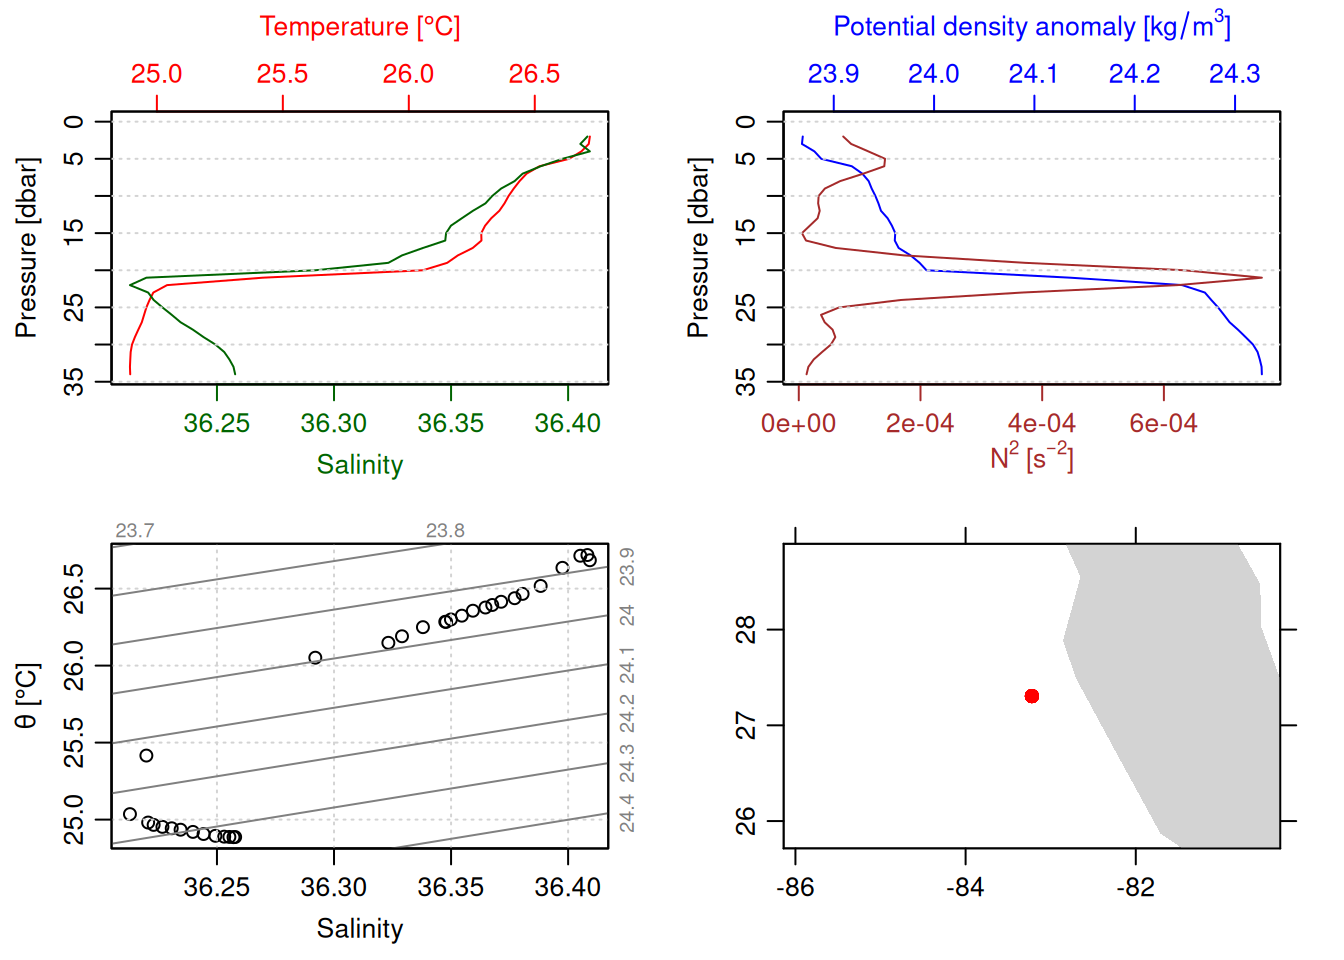 Temperature [°C]
25.0 25.5 26.0 26.5
Pressure [dbar]
0 5 15 25 35
36.25 36.30 36.35 36.40
Salinity
Potential density anomaly [kg/m³]
23.9 24.0 24.1 24.2 24.3
Pressure [dbar]
0 5 15 25 35
0e+00 2e-04 4e-04 6e-04
N² [s⁻²]
23.7 23.8
23.9 24 24.1 24.2 24.3 24.4
θ [°C]
26.5 26.0 25.5 25.0
36.25 36.30 36.35 36.40
Salinity
28 27 26
-86 -84 -82